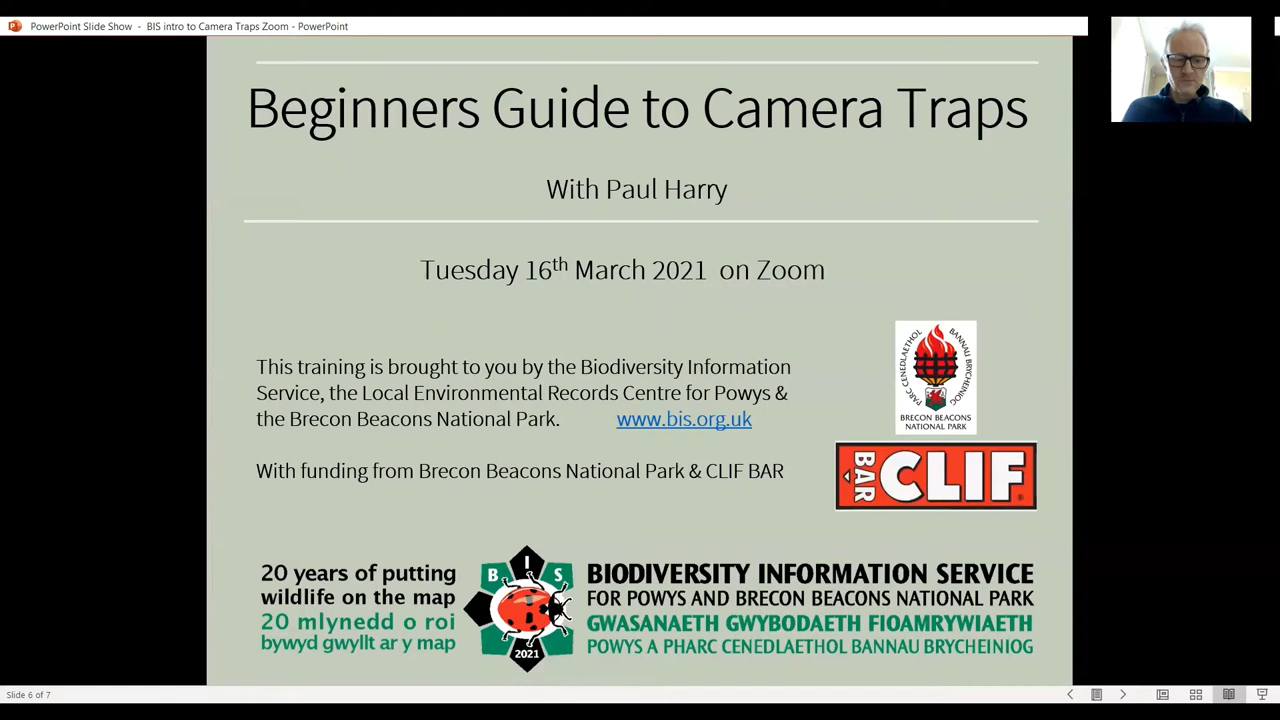 PowerPoint Slide Show - BIS intro to Camera Traps Zoom - PowerPoint
Beginners Guide to Camera Traps
With Paul Harry
Tuesday 16th March 2021 on Zoom
This training is brought to you by the Biodiversity Information
Service, the Local Environmental Records Centre for Powys &
the Brecon Beacons National Park. www.bis.org.uk
With funding from Brecon Beacons National Park & CLIF BAR
PARC CENEDLAETHOL BANNAU BRYCHEINIOG
BRECON BEACONS
NATIONAL PARK
BAR CLIF®
20 years of putting
wildlife on the map
20 mlynedd o roi
bywyd gwyllt ar y map
B I S
2021
BIODIVERSITY INFORMATION SERVICE
FOR POWYS AND BRECON BEACONS NATIONAL PARK
GWASANAETH GWYBODAETH FIOAMRYWIAETH
POWYS A PHARC CENEDLAETHOL BANNAU BRYCHEINIOG
Slide 6 of 7